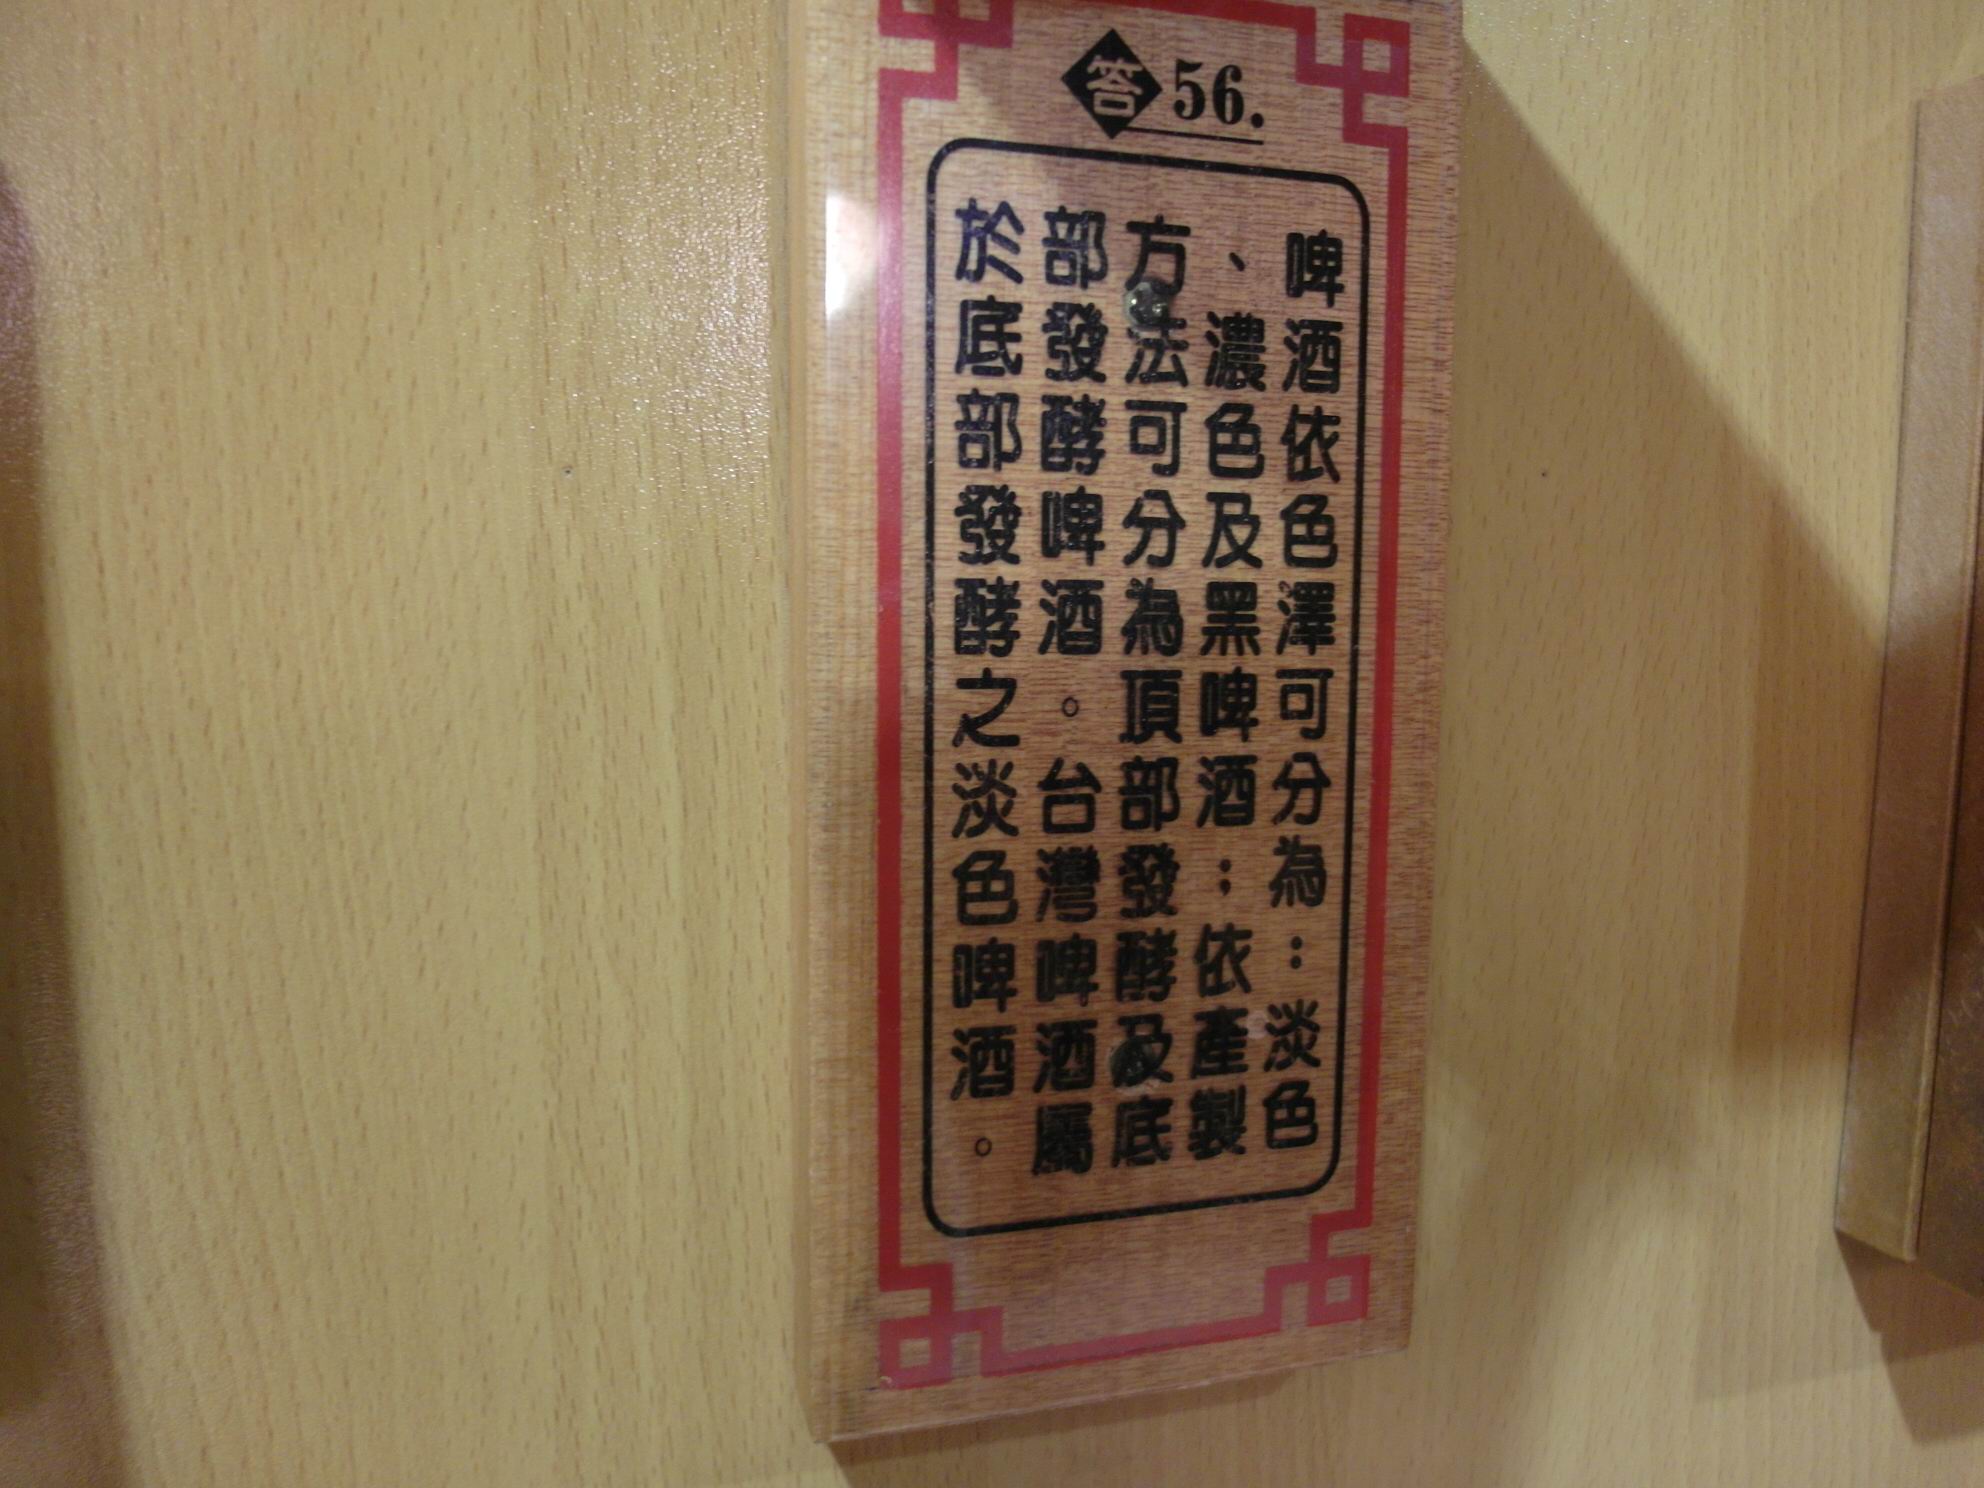 答56.
啤酒依色澤可分為：淡色
、濃色及黑啤酒；依產製
方法可分為頂部發酵及底
部發酵啤酒。台灣啤酒屬
於底部發酵之淡色啤酒。